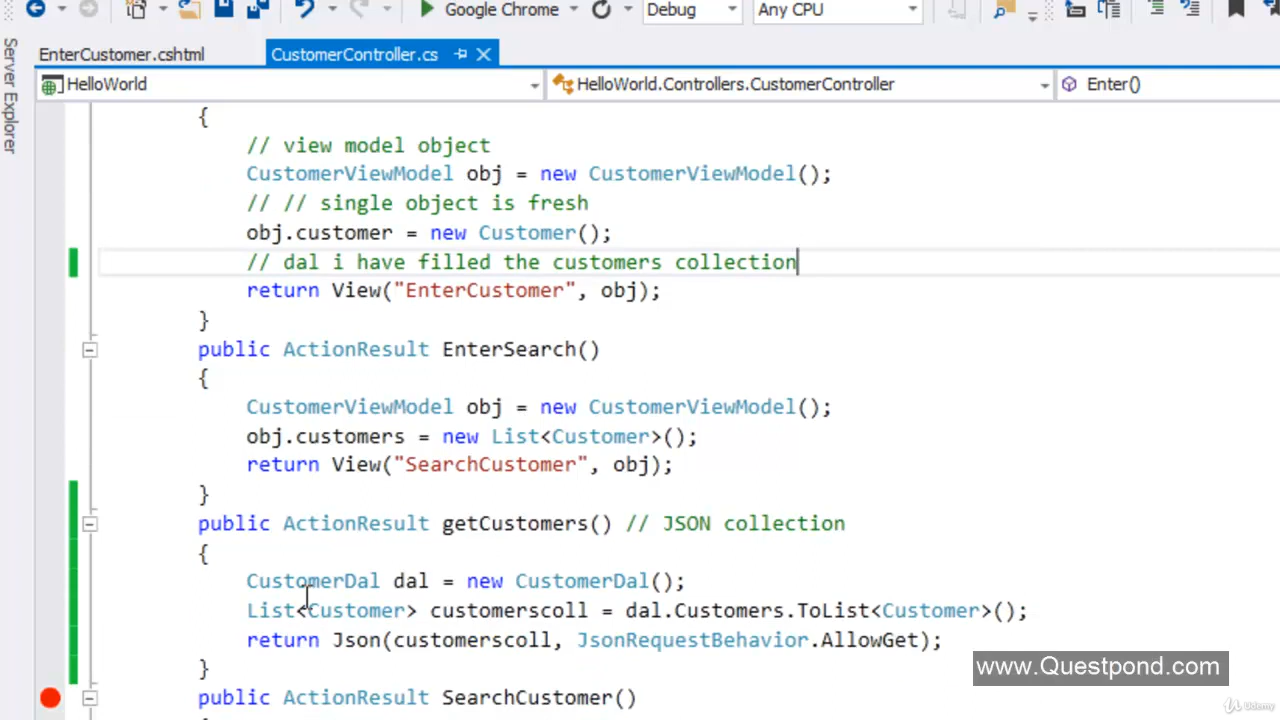 Google Chrome Debug Any CPU
Server Explorer
EnterCustomer.cshtml CustomerController.cs
HelloWorld HelloWorld.Controllers.CustomerController Enter()
{
// view model object
CustomerViewModel obj = new CustomerViewModel();
// // single object is fresh
obj.customer = new Customer();
// dal i have filled the customers collection
return View("EnterCustomer", obj);
}
public ActionResult EnterSearch()
{
CustomerViewModel obj = new CustomerViewModel();
obj.customers = new List<Customer>();
return View("SearchCustomer", obj);
}
public ActionResult getCustomers() // JSON collection
{
CustomerDal dal = new CustomerDal();
List<Customer> customerscoll = dal.Customers.ToList<Customer>();
return Json(customerscoll, JsonRequestBehavior.AllowGet);
}
public ActionResult SearchCustomer()
www.Questpond.com
Udemy